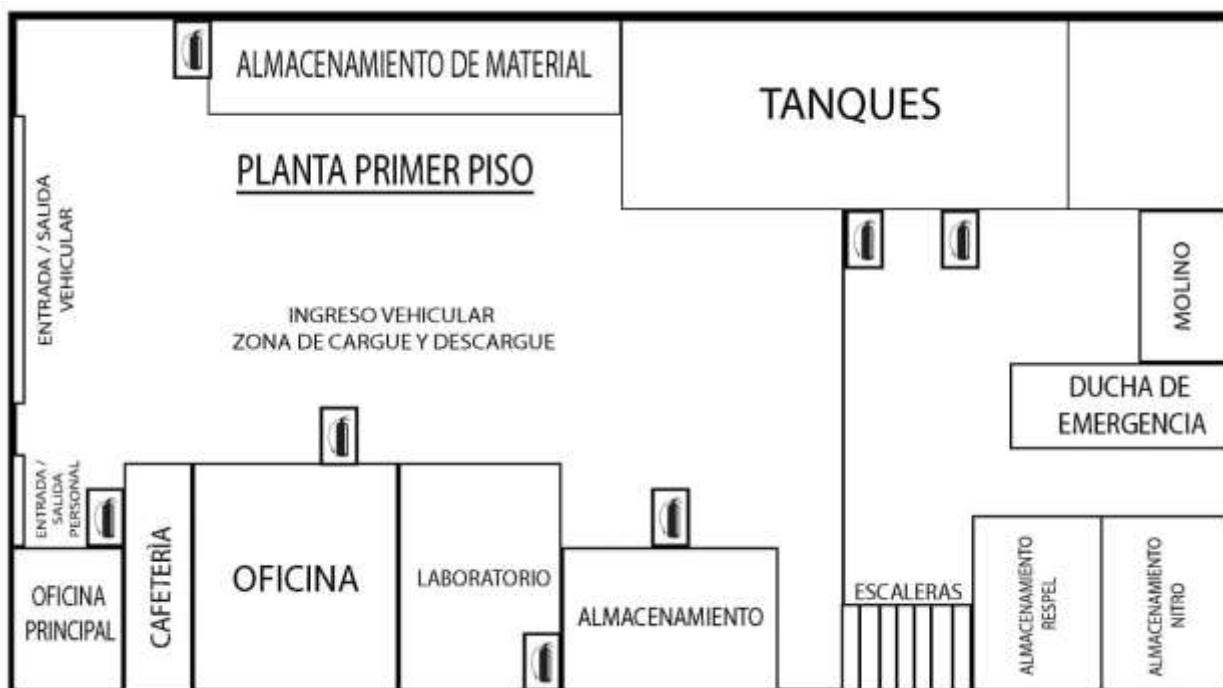 ALMACENAMIENTO DE MATERIAL
TANQUES
PLANTA PRIMER PISO
ENTRADA / SALIDA
VEHICULAR
INGRESO VEHICULAR
ZONA DE CARGUE Y DESCARGUE
MOLINO
DUCHA DE
EMERGENCIA
ENTRADA /
SALIDA
PERSONAL
OFICINA
PRINCIPAL
CAFETERÌA
OFICINA
LABORATORIO
ALMACENAMIENTO
ESCALERAS
ALMACENAMIENTO
RESPEL
ALMACENAMIENTO
NITRO